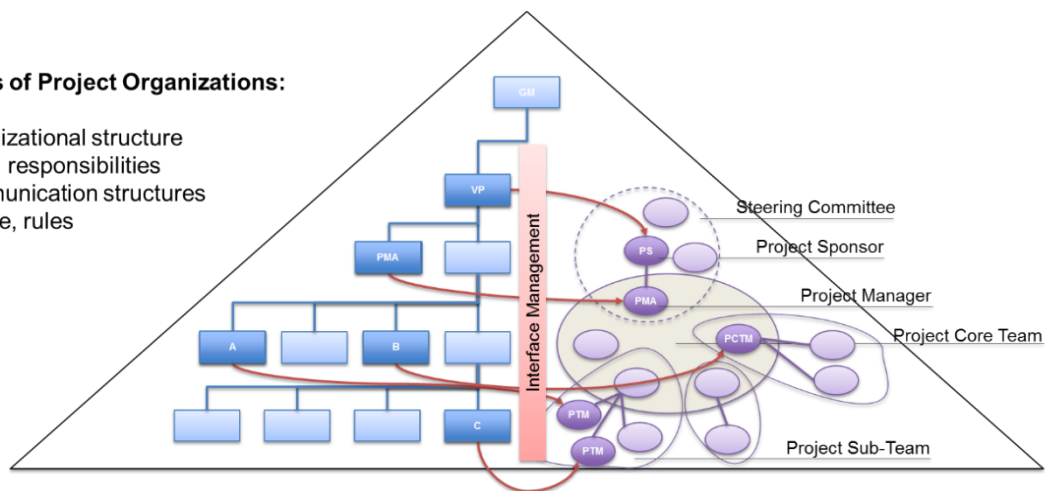 s of Project Organizations:
izational structure
responsibilities
munication structures
e, rules
GM
VP
PMA
A
B
C
Interface Management
PS
PMA
PCTM
PTM
PTM
Steering Committee
Project Sponsor
Project Manager
Project Core Team
Project Sub-Team